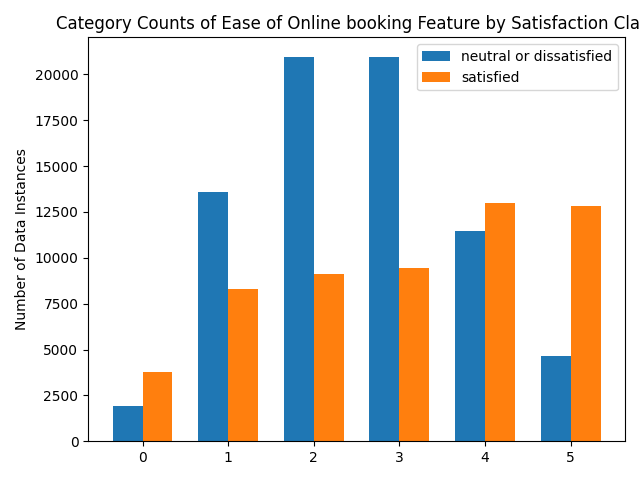 Category Counts of Ease of Online booking Feature by Satisfaction Cla
neutral or dissatisfied
satisfied
Number of Data Instances
20000
17500
15000
12500
10000
7500
5000
2500
0
0 1 2 3 4 5